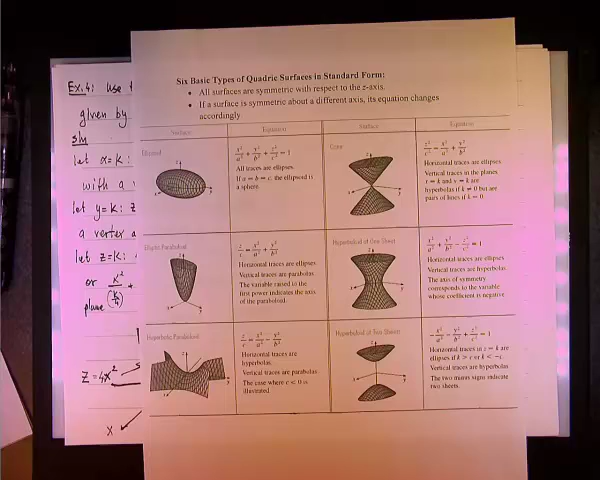 Ex.4: Use
given by
let x=k:
with a
let y=k: z
a vertex a
let z=k:
or x²
plane
z=4x²
x
Six Basic Types of Quadric Surfaces in Standard Form:
• All surfaces are symmetric with respect to the z-axis.
• If a surface is symmetric about a different axis, its equation changes
accordingly
Surface Equation Surface Equation
Ellipsoid
x²/a² + y²/b² + z²/c² = 1
All traces are ellipses.
If a = b = c, the ellipsoid is
a sphere.
Cone
z²/c² = x²/a² + y²/b²
Horizontal traces are ellipses.
Vertical traces in the planes
x = k and y = k are
hyperbolas if k ≠ 0 but are
pairs of lines if k = 0.
Elliptic Paraboloid
z/c = x²/a² + y²/b²
Horizontal traces are ellipses.
Vertical traces are parabolas.
The variable raised to the
first power indicates the axis
of the paraboloid.
Hyperboloid of One Sheet
x²/a² + y²/b² - z²/c² = 1
Horizontal traces are ellipses.
Vertical traces are hyperbolas.
The axis of symmetry
corresponds to the variable
whose coefficient is negative.
Hyperbolic Paraboloid
z/c = x²/a² - y²/b²
Horizontal traces are
hyperbolas.
Vertical traces are parabolas.
The case where c < 0 is
illustrated.
Hyperboloid of Two Sheets
-x²/a² - y²/b² + z²/c² = 1
Horizontal traces in z = k are
ellipses if k > c or k < -c.
Vertical traces are hyperbolas.
The two minus signs indicate
two sheets.